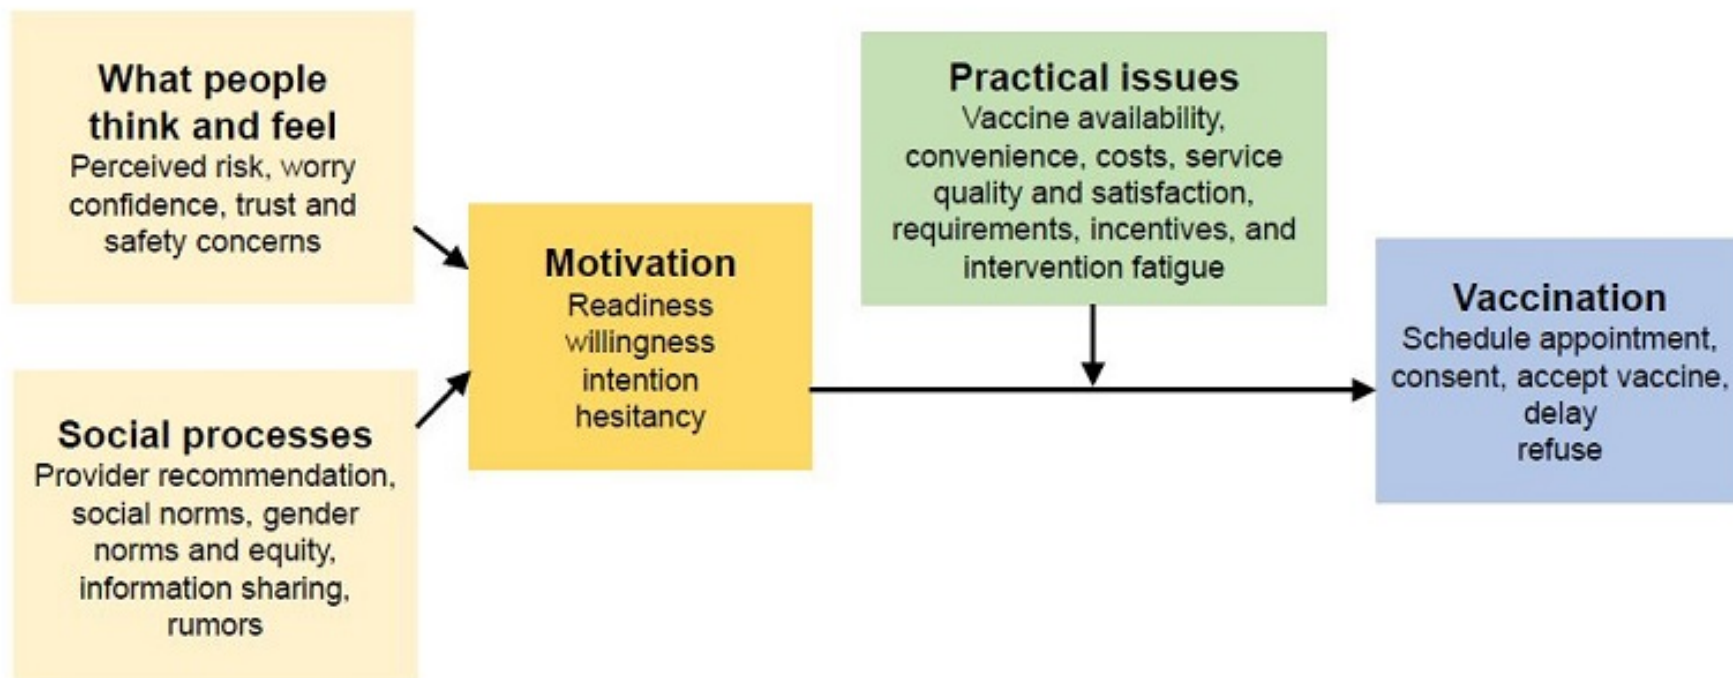 What people
think and feel
Perceived risk, worry
confidence, trust and
safety concerns
Social processes
Provider recommendation,
social norms, gender
norms and equity,
information sharing,
rumors
Motivation
Readiness
willingness
intention
hesitancy
Practical issues
Vaccine availability,
convenience, costs, service
quality and satisfaction,
requirements, incentives, and
intervention fatigue
Vaccination
Schedule appointment,
consent, accept vaccine,
delay
refuse